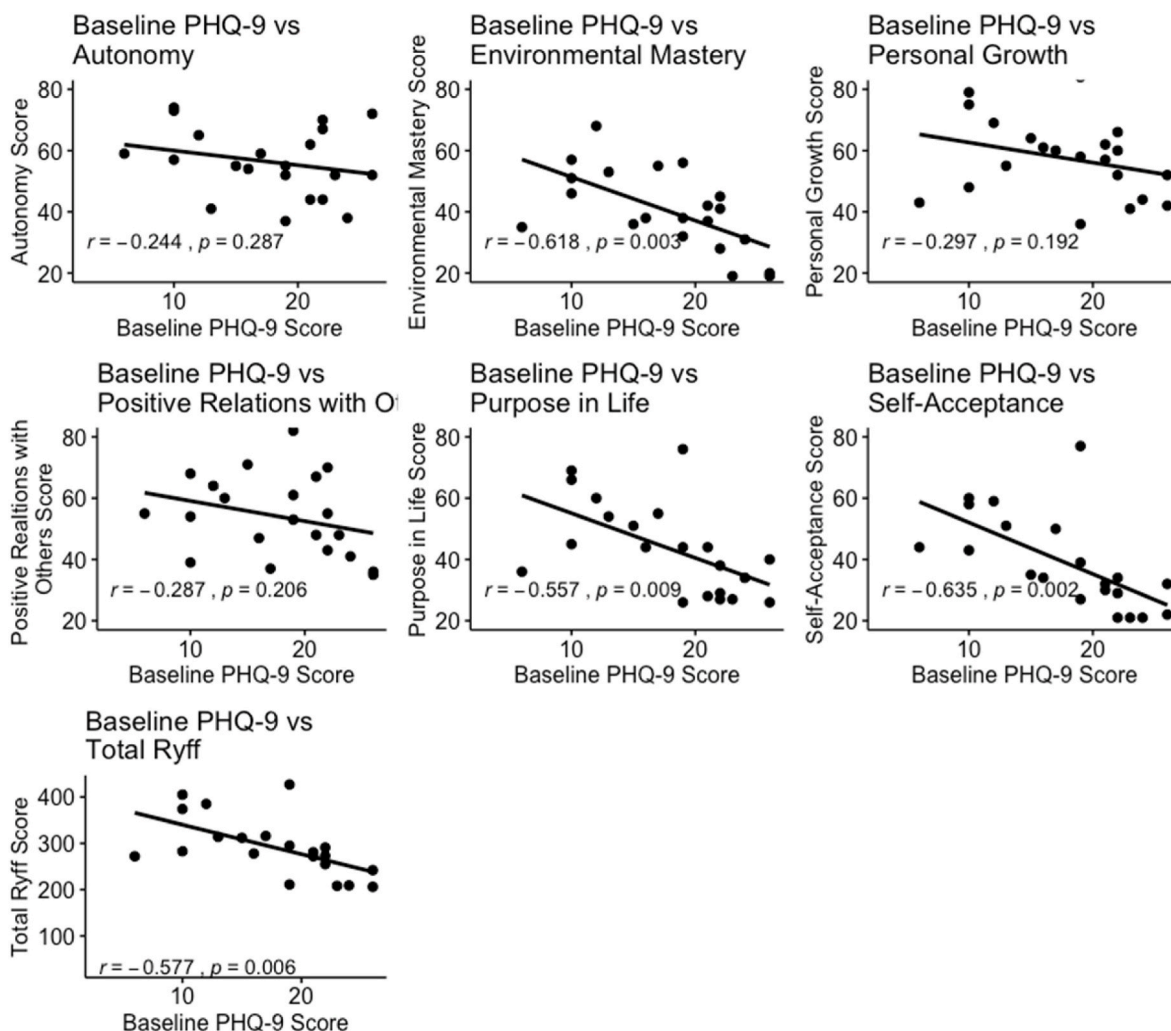 Baseline PHQ-9 vs
Autonomy
Autonomy Score
80
60
40
20
r = −0.244 , p = 0.287
10 20
Baseline PHQ-9 Score
Baseline PHQ-9 vs
Environmental Mastery
Environmental Mastery Score
80
60
40
20
r = −0.618 , p = 0.003
10 20
Baseline PHQ-9 Score
Baseline PHQ-9 vs
Personal Growth
Personal Growth Score
80
60
40
20
r = −0.297 , p = 0.192
10 20
Baseline PHQ-9 Score
Baseline PHQ-9 vs
Positive Relations with Ot
Positive Realtions with
Others Score
80
60
40
20
r = −0.287 , p = 0.206
10 20
Baseline PHQ-9 Score
Baseline PHQ-9 vs
Purpose in Life
Purpose in Life Score
80
60
40
20
r = −0.557 , p = 0.009
10 20
Baseline PHQ-9 Score
Baseline PHQ-9 vs
Self-Acceptance
Self-Acceptance Score
80
60
40
20
r = −0.635 , p = 0.002
10 20
Baseline PHQ-9 Score
Baseline PHQ-9 vs
Total Ryff
Total Ryff Score
400
300
200
100
r = −0.577 , p = 0.006
10 20
Baseline PHQ-9 Score